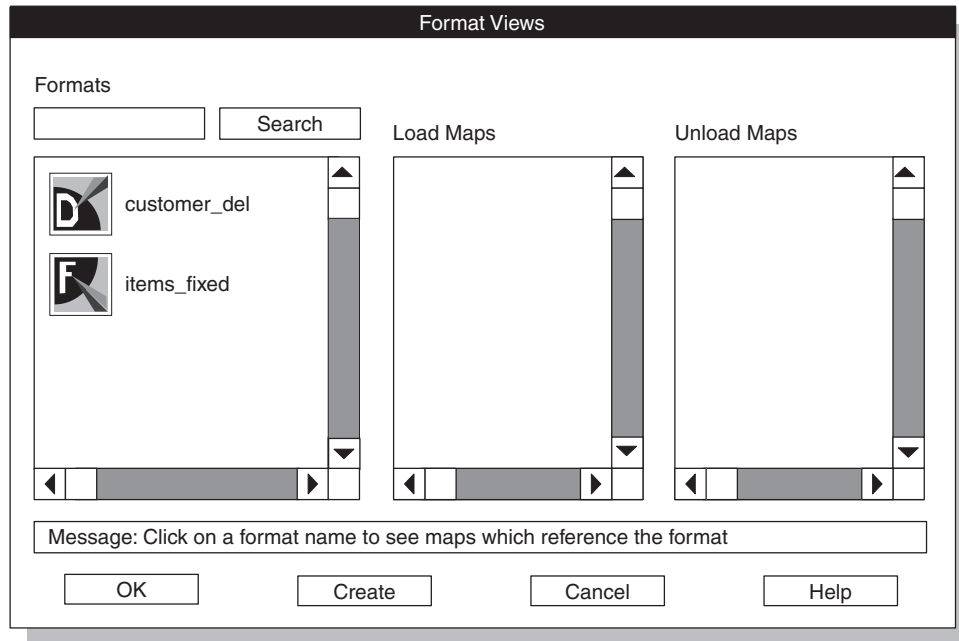 Format Views
Formats
Search
Load Maps
Unload Maps
D
customer_del
F
items_fixed
Message: Click on a format name to see maps which reference the format
OK
Create
Cancel
Help